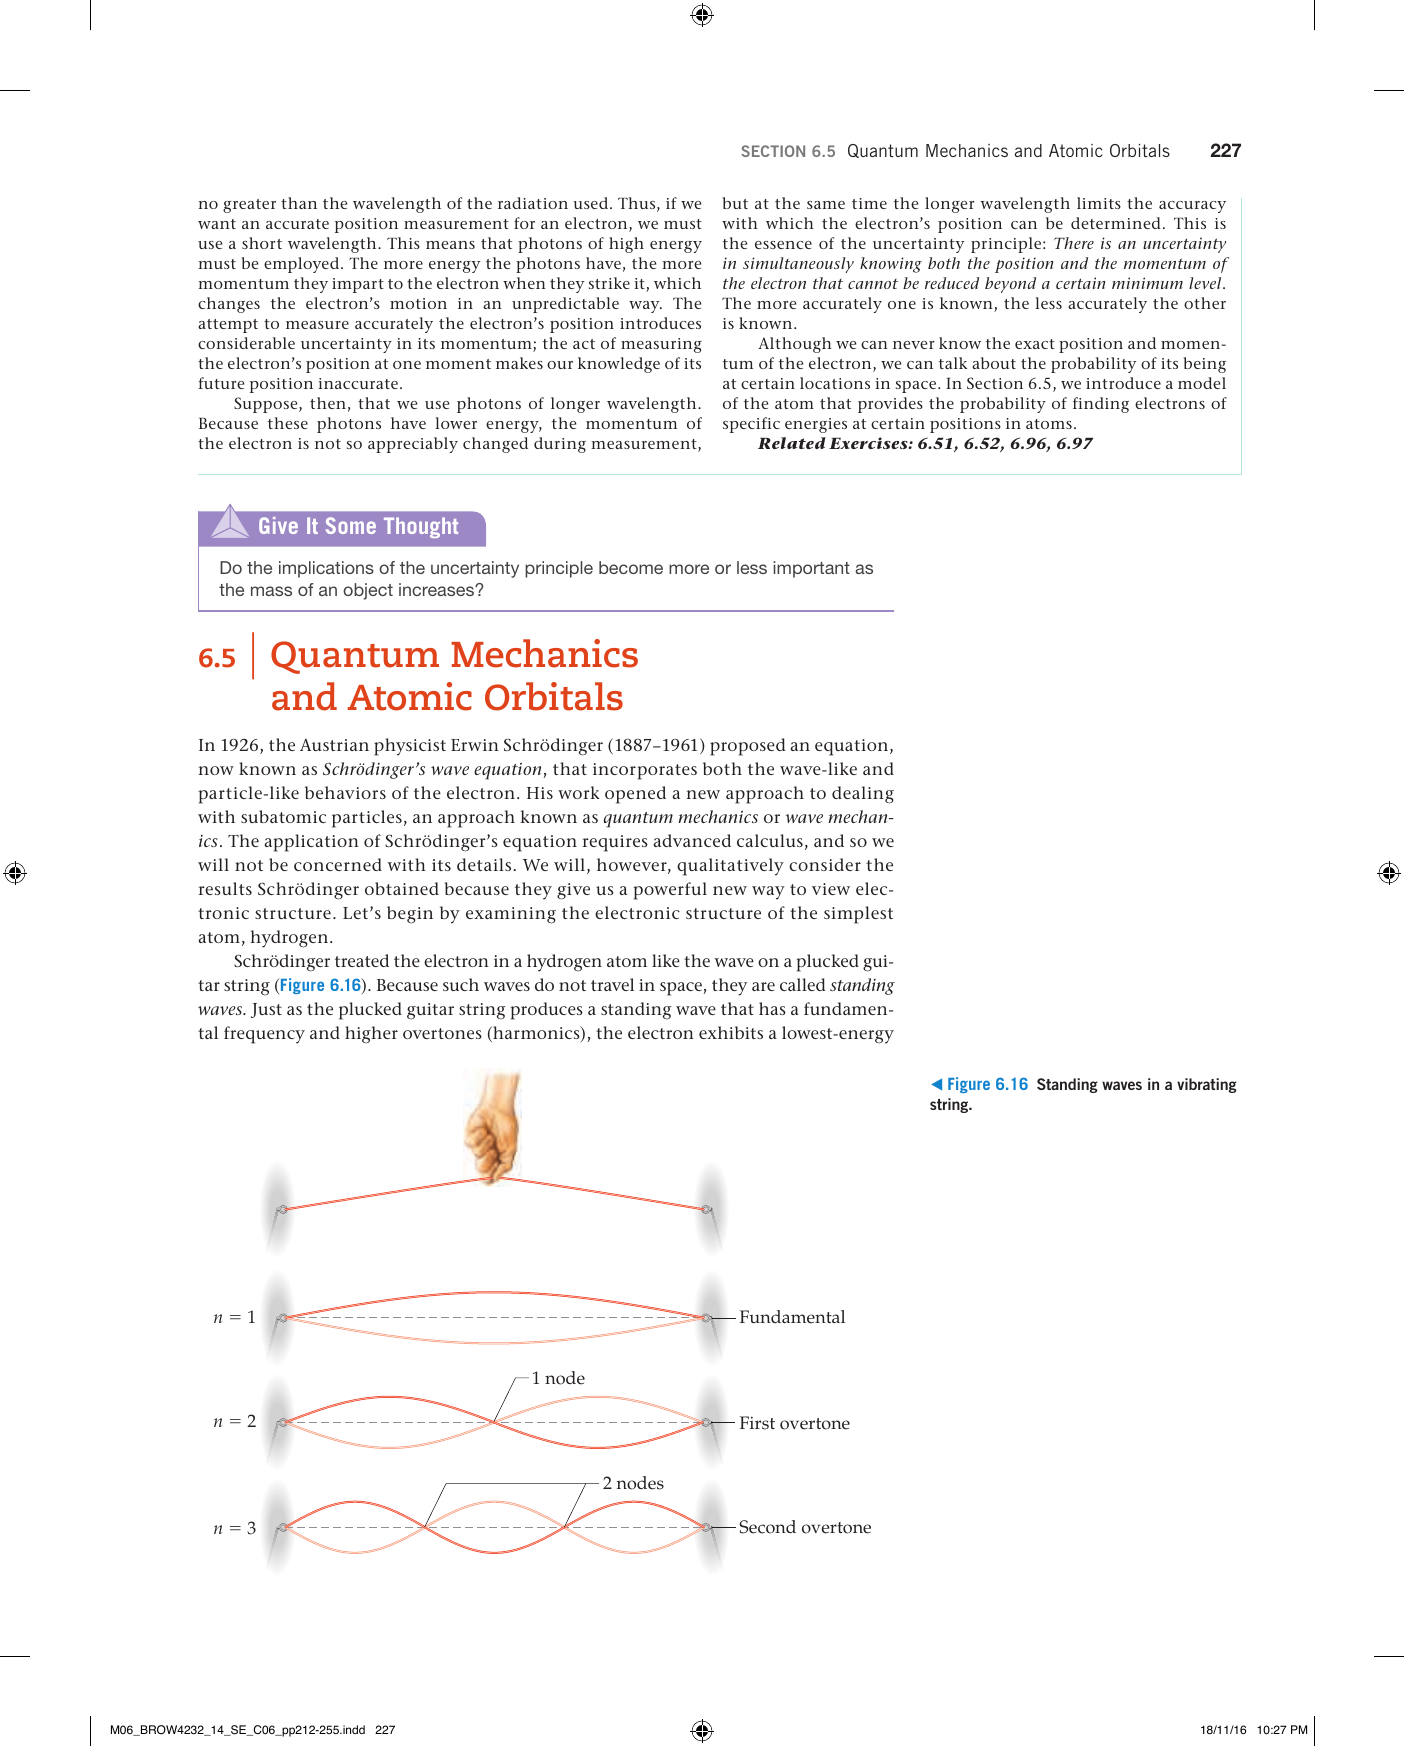 SECTION 6.5 Quantum Mechanics and Atomic Orbitals 227
no greater than the wavelength of the radiation used. Thus, if we
want an accurate position measurement for an electron, we must
use a short wavelength. This means that photons of high energy
must be employed. The more energy the photons have, the more
momentum they impart to the electron when they strike it, which
changes the electron's motion in an unpredictable way. The
attempt to measure accurately the electron's position introduces
considerable uncertainty in its momentum; the act of measuring
the electron's position at one moment makes our knowledge of its
future position inaccurate.
Suppose, then, that we use photons of longer wavelength.
Because these photons have lower energy, the momentum of
the electron is not so appreciably changed during measurement,
but at the same time the longer wavelength limits the accuracy
with which the electron's position can be determined. This is
the essence of the uncertainty principle: There is an uncertainty
in simultaneously knowing both the position and the momentum of
the electron that cannot be reduced beyond a certain minimum level.
The more accurately one is known, the less accurately the other
is known.
Although we can never know the exact position and momen-
tum of the electron, we can talk about the probability of its being
at certain locations in space. In Section 6.5, we introduce a model
of the atom that provides the probability of finding electrons of
specific energies at certain positions in atoms.
Related Exercises: 6.51, 6.52, 6.96, 6.97
Give It Some Thought
Do the implications of the uncertainty principle become more or less important as
the mass of an object increases?
6.5 Quantum Mechanics
and Atomic Orbitals
In 1926, the Austrian physicist Erwin Schrödinger (1887–1961) proposed an equation,
now known as Schrödinger's wave equation, that incorporates both the wave-like and
particle-like behaviors of the electron. His work opened a new approach to dealing
with subatomic particles, an approach known as quantum mechanics or wave mechan-
ics. The application of Schrödinger's equation requires advanced calculus, and so we
will not be concerned with its details. We will, however, qualitatively consider the
results Schrödinger obtained because they give us a powerful new way to view elec-
tronic structure. Let's begin by examining the electronic structure of the simplest
atom, hydrogen.
Schrödinger treated the electron in a hydrogen atom like the wave on a plucked gui-
tar string (Figure 6.16). Because such waves do not travel in space, they are called standing
waves. Just as the plucked guitar string produces a standing wave that has a fundamen-
tal frequency and higher overtones (harmonics), the electron exhibits a lowest-energy
◀ Figure 6.16 Standing waves in a vibrating
string.
n = 1
Fundamental
1 node
n = 2
First overtone
2 nodes
n = 3
Second overtone
M06_BROW4232_14_SE_C06_pp212-255.indd 227
18/11/16 10:27 PM